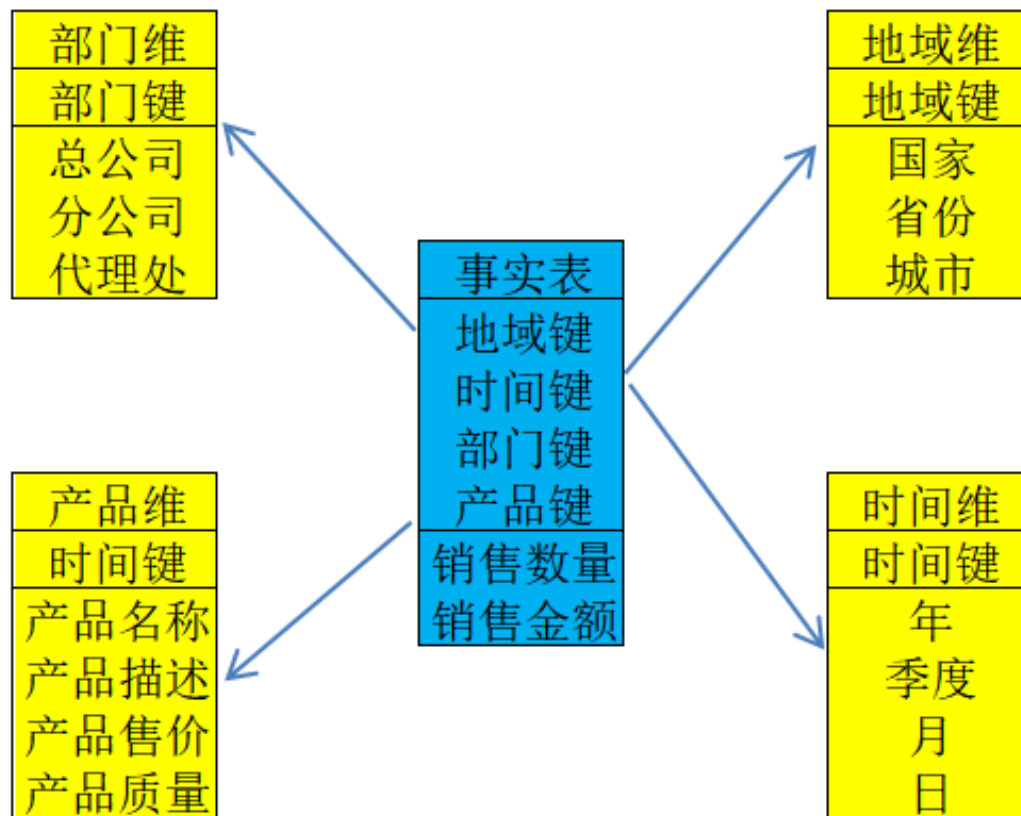 部门维
部门键
总公司
分公司
代理处
地域维
地域键
国家
省份
城市
事实表
地域键
时间键
部门键
产品键
销售数量
销售金额
产品维
时间键
产品名称
产品描述
产品售价
产品质量
时间维
时间键
年
季度
月
日